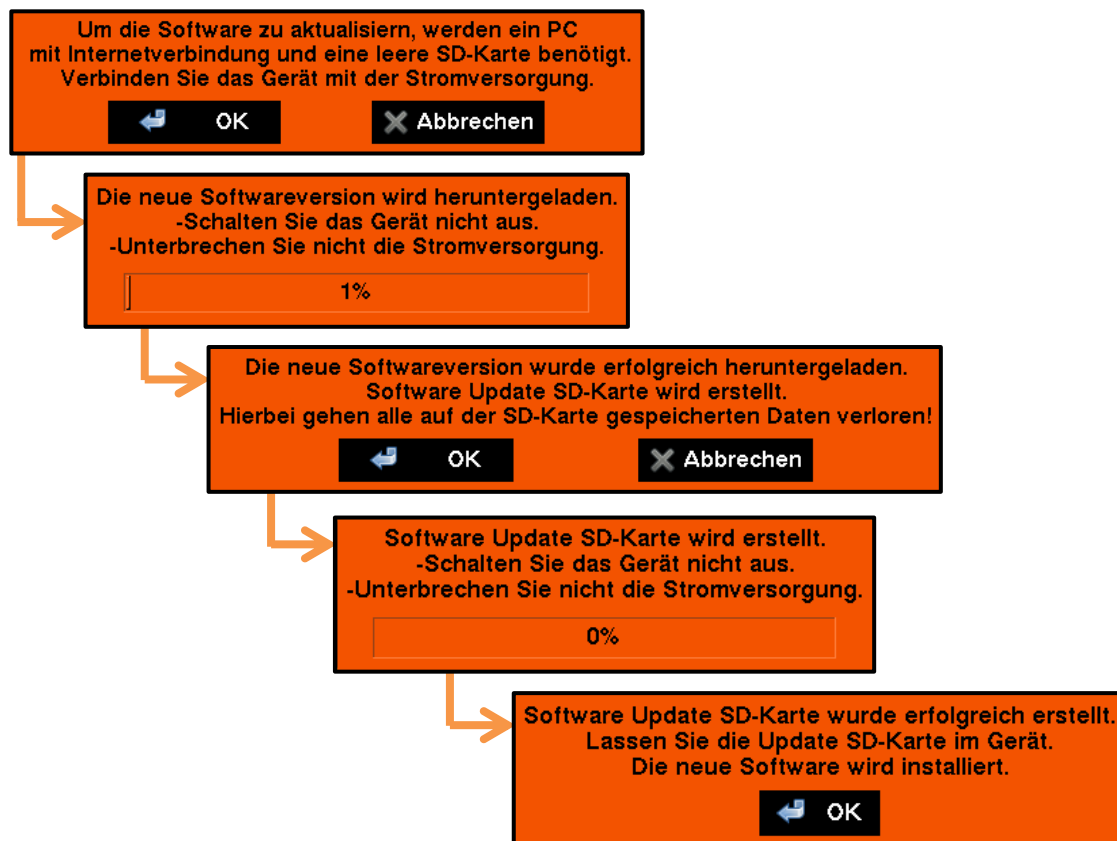 Um die Software zu aktualisiern, werden ein PC
mit Internetverbindung und eine leere SD-Karte benötigt.
Verbinden Sie das Gerät mit der Stromversorgung.
OK Abbrechen
Die neue Softwareversion wird heruntergeladen.
-Schalten Sie das Gerät nicht aus.
-Unterbrechen Sie nicht die Stromversorgung.
1%
Die neue Softwareversion wurde erfolgreich heruntergeladen.
Software Update SD-Karte wird erstellt.
Hierbei gehen alle auf der SD-Karte gespeicherten Daten verloren!
OK Abbrechen
Software Update SD-Karte wird erstellt.
-Schalten Sie das Gerät nicht aus.
-Unterbrechen Sie nicht die Stromversorgung.
0%
Software Update SD-Karte wurde erfolgreich erstellt.
Lassen Sie die Update SD-Karte im Gerät.
Die neue Software wird installiert.
OK